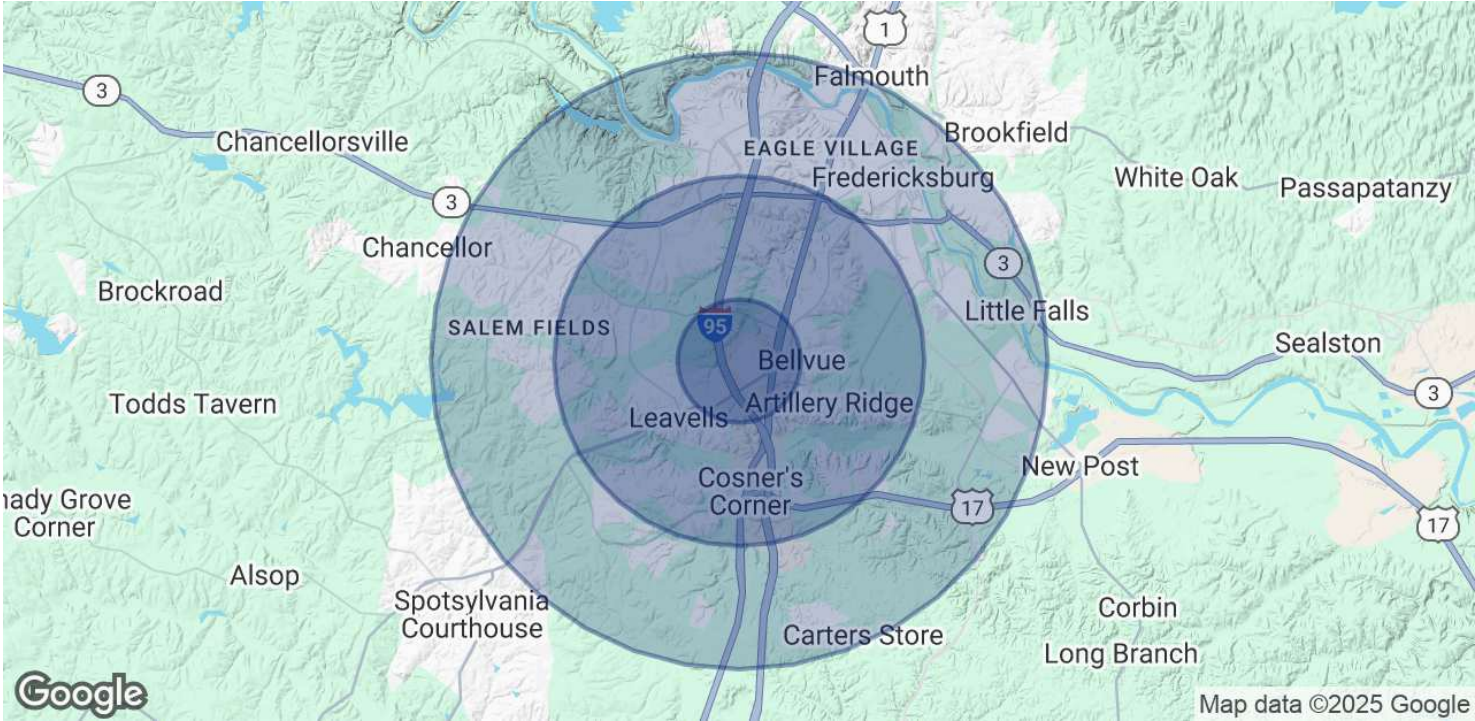 1
Falmouth
3
Chancellorsville
Brookfield
EAGLE VILLAGE
White Oak
Fredericksburg
Passapatanzy
3
Chancellor
3
Brockroad
Little Falls
SALEM FIELDS
95
Sealston
Bellvue
3
Todds Tavern
Artillery Ridge
Leavells
New Post
Cosner's
Corner
hady Grove
Corner
17
17
Alsop
Spotsylvania
Courthouse
Corbin
Carters Store
Long Branch
Google
Map data ©2025 Google